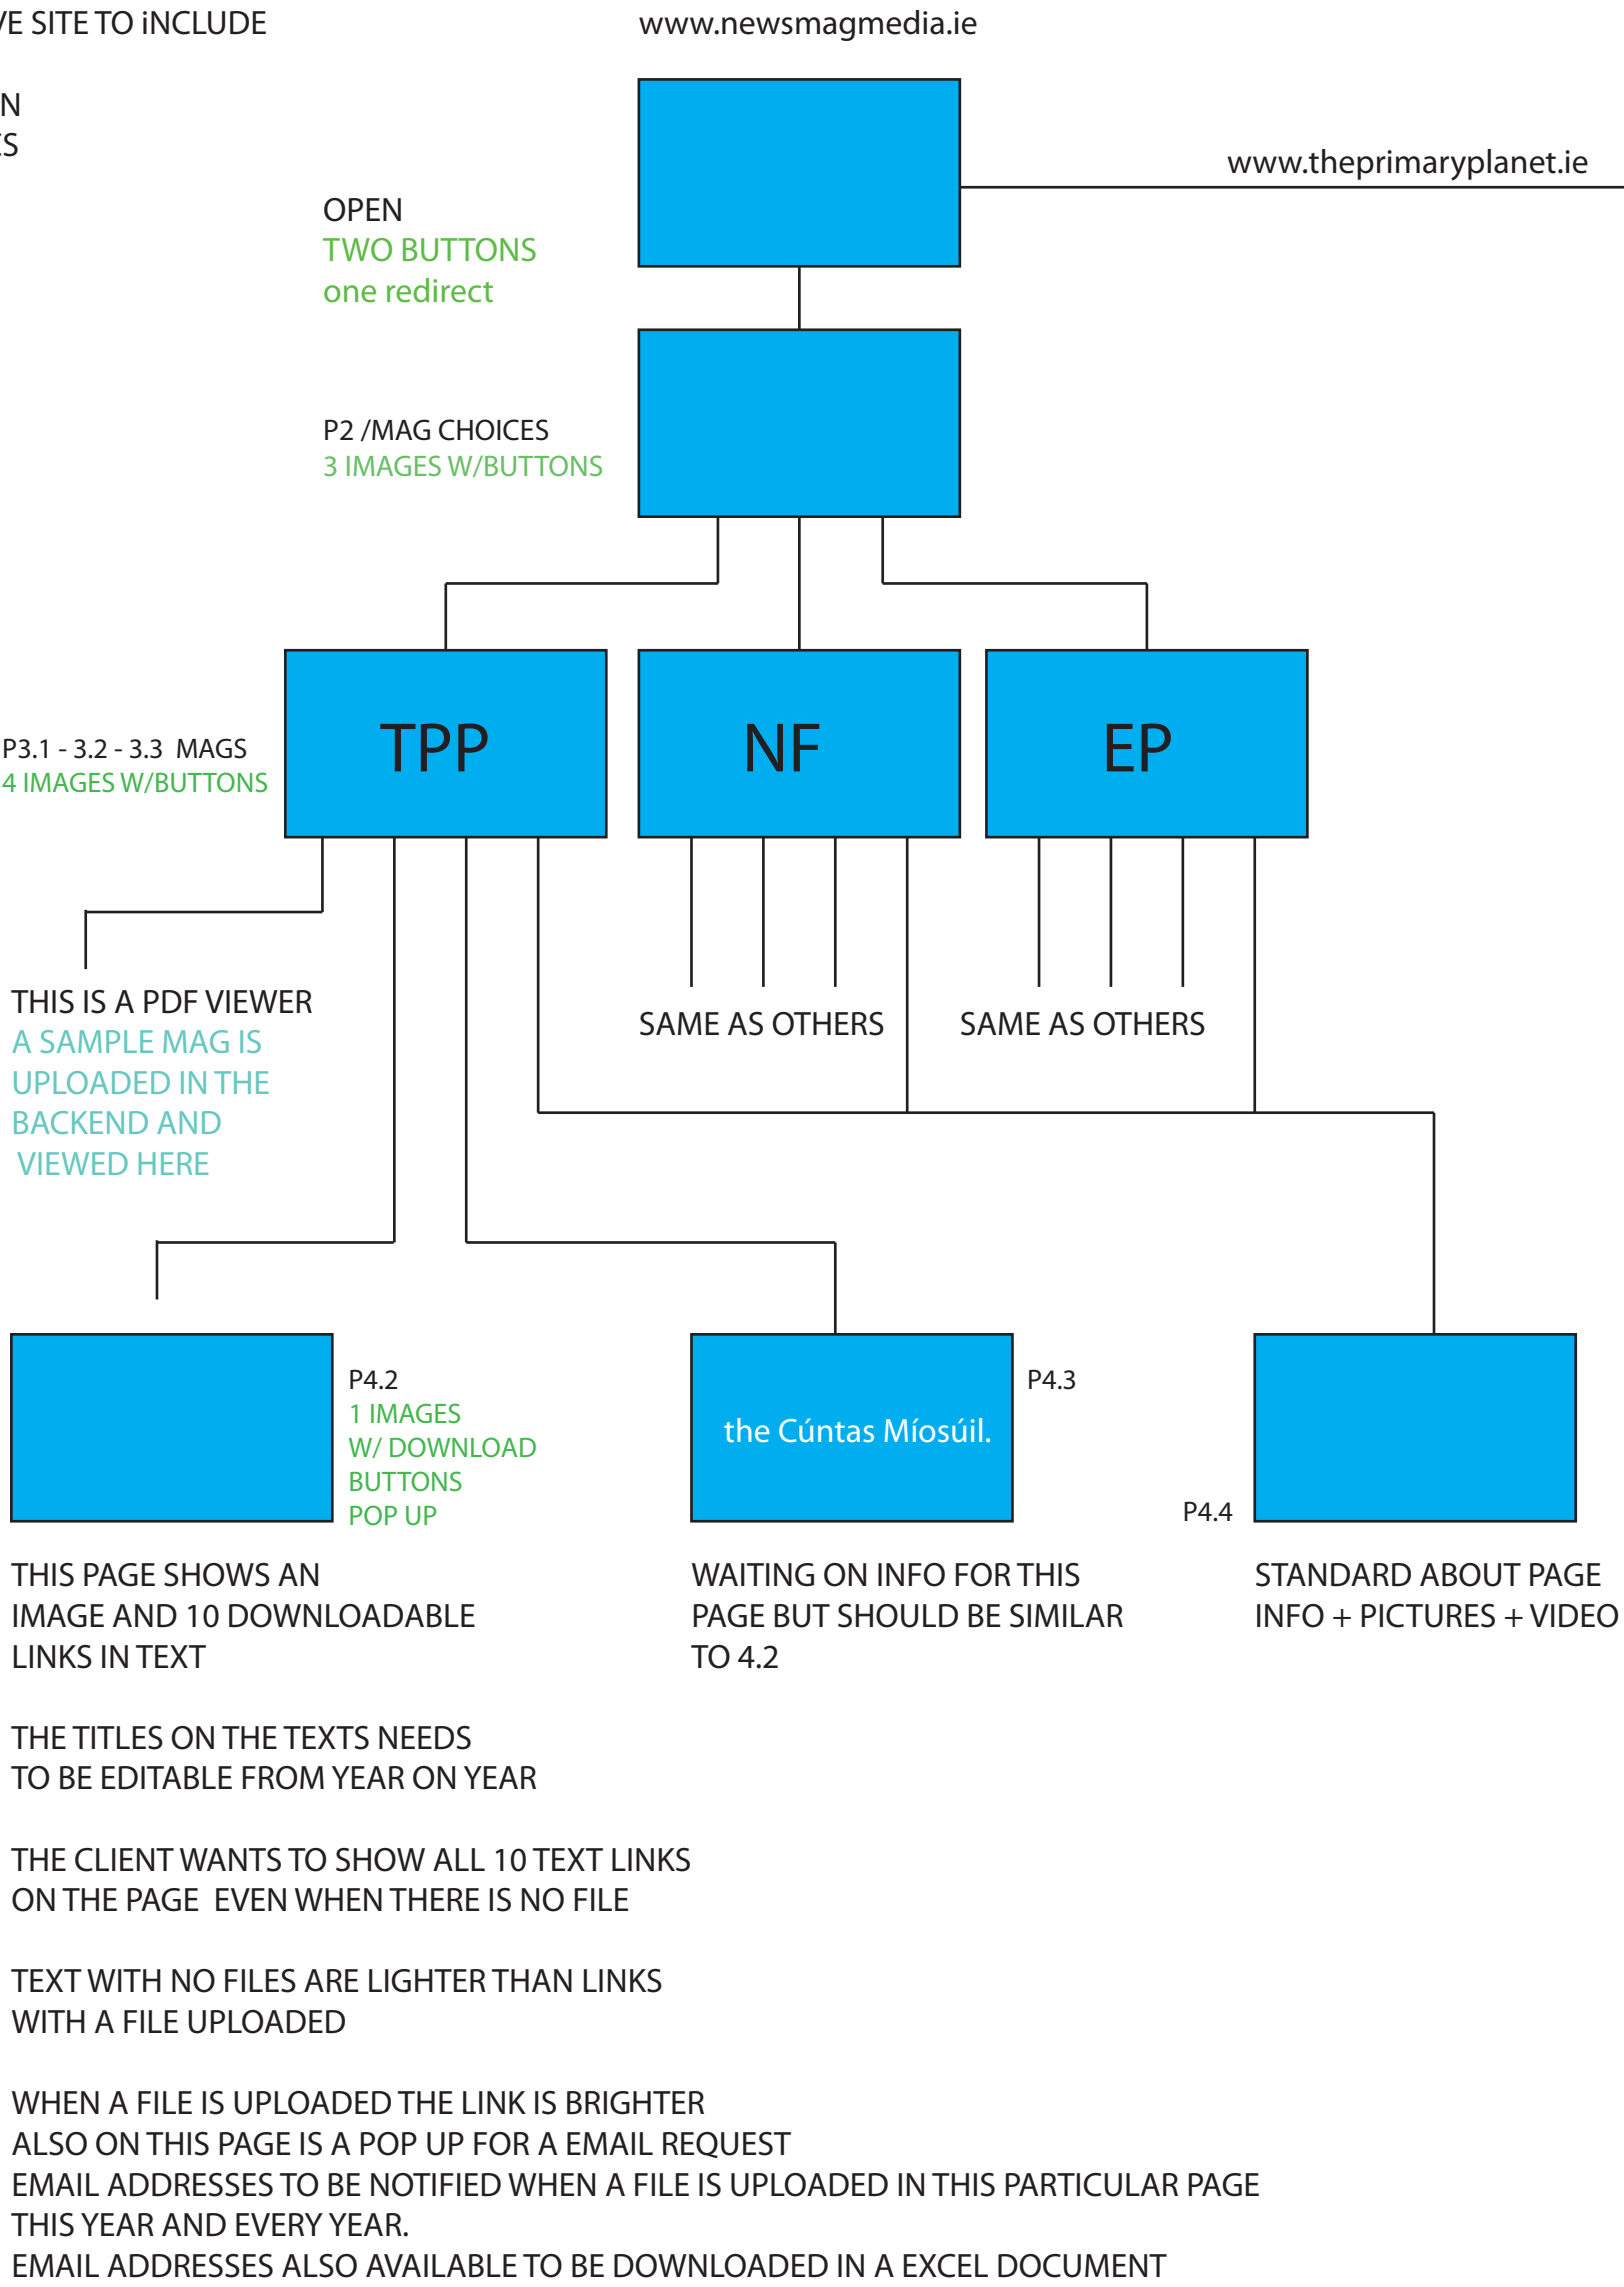 VE SITE TO iNCLUDE
www.newsmagmedia.ie
www.theprimaryplanet.ie
OPEN
TWO BUTTONS
one redirect
P2 /MAG CHOICES
3 IMAGES W/BUTTONS
P3.1 - 3.2 - 3.3 MAGS
4 IMAGES W/BUTTONS
TPP
NF
EP
THIS IS A PDF VIEWER
A SAMPLE MAG IS
UPLOADED IN THE
BACKEND AND
VIEWED HERE
SAME AS OTHERS
SAME AS OTHERS
P4.2
1 IMAGES
W/ DOWNLOAD
BUTTONS
POP UP
the Cúntas Míosúil.
P4.3
P4.4
THIS PAGE SHOWS AN
IMAGE AND 10 DOWNLOADABLE
LINKS IN TEXT
WAITING ON INFO FOR THIS
PAGE BUT SHOULD BE SIMILAR
TO 4.2
STANDARD ABOUT PAGE
INFO + PICTURES + VIDEO
THE TITLES ON THE TEXTS NEEDS
TO BE EDITABLE FROM YEAR ON YEAR
THE CLIENT WANTS TO SHOW ALL 10 TEXT LINKS
ON THE PAGE EVEN WHEN THERE IS NO FILE
TEXT WITH NO FILES ARE LIGHTER THAN LINKS
WITH A FILE UPLOADED
WHEN A FILE IS UPLOADED THE LINK IS BRIGHTER
ALSO ON THIS PAGE IS A POP UP FOR A EMAIL REQUEST
EMAIL ADDRESSES TO BE NOTIFIED WHEN A FILE IS UPLOADED IN THIS PARTICULAR PAGE
THIS YEAR AND EVERY YEAR.
EMAIL ADDRESSES ALSO AVAILABLE TO BE DOWNLOADED IN A EXCEL DOCUMENT